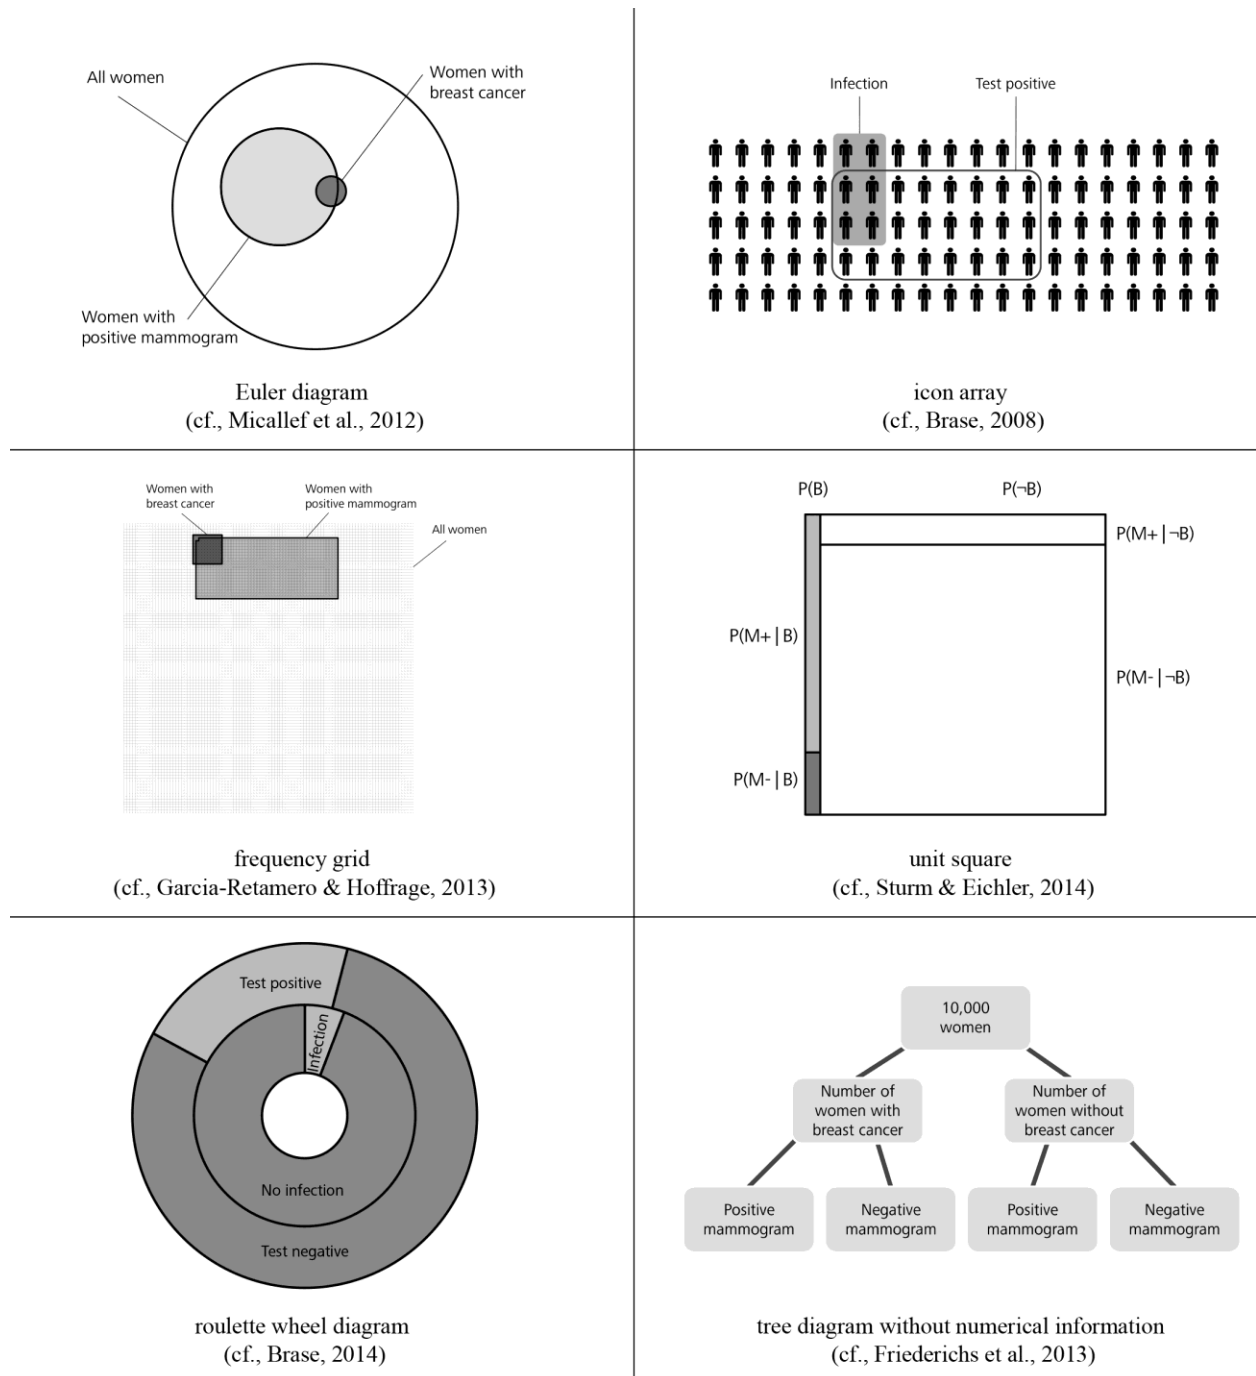 All women
Women with
breast cancer
Women with
positive mammogram
Euler diagram
(cf., Micallef et al., 2012)
Infection
Test positive
icon array
(cf., Brase, 2008)
Women with
breast cancer
Women with
positive mammogram
All women
frequency grid
(cf., Garcia-Retamero & Hoffrage, 2013)
P(B)
P(¬B)
P(M+|¬B)
P(M+|B)
P(M-|¬B)
P(M-|B)
unit square
(cf., Sturm & Eichler, 2014)
Test positive
Infection
No infection
Test negative
roulette wheel diagram
(cf., Brase, 2014)
10,000
women
Number of
women with
breast cancer
Number of
women without
breast cancer
Positive
mammogram
Negative
mammogram
Positive
mammogram
Negative
mammogram
tree diagram without numerical information
(cf., Friederichs et al., 2013)